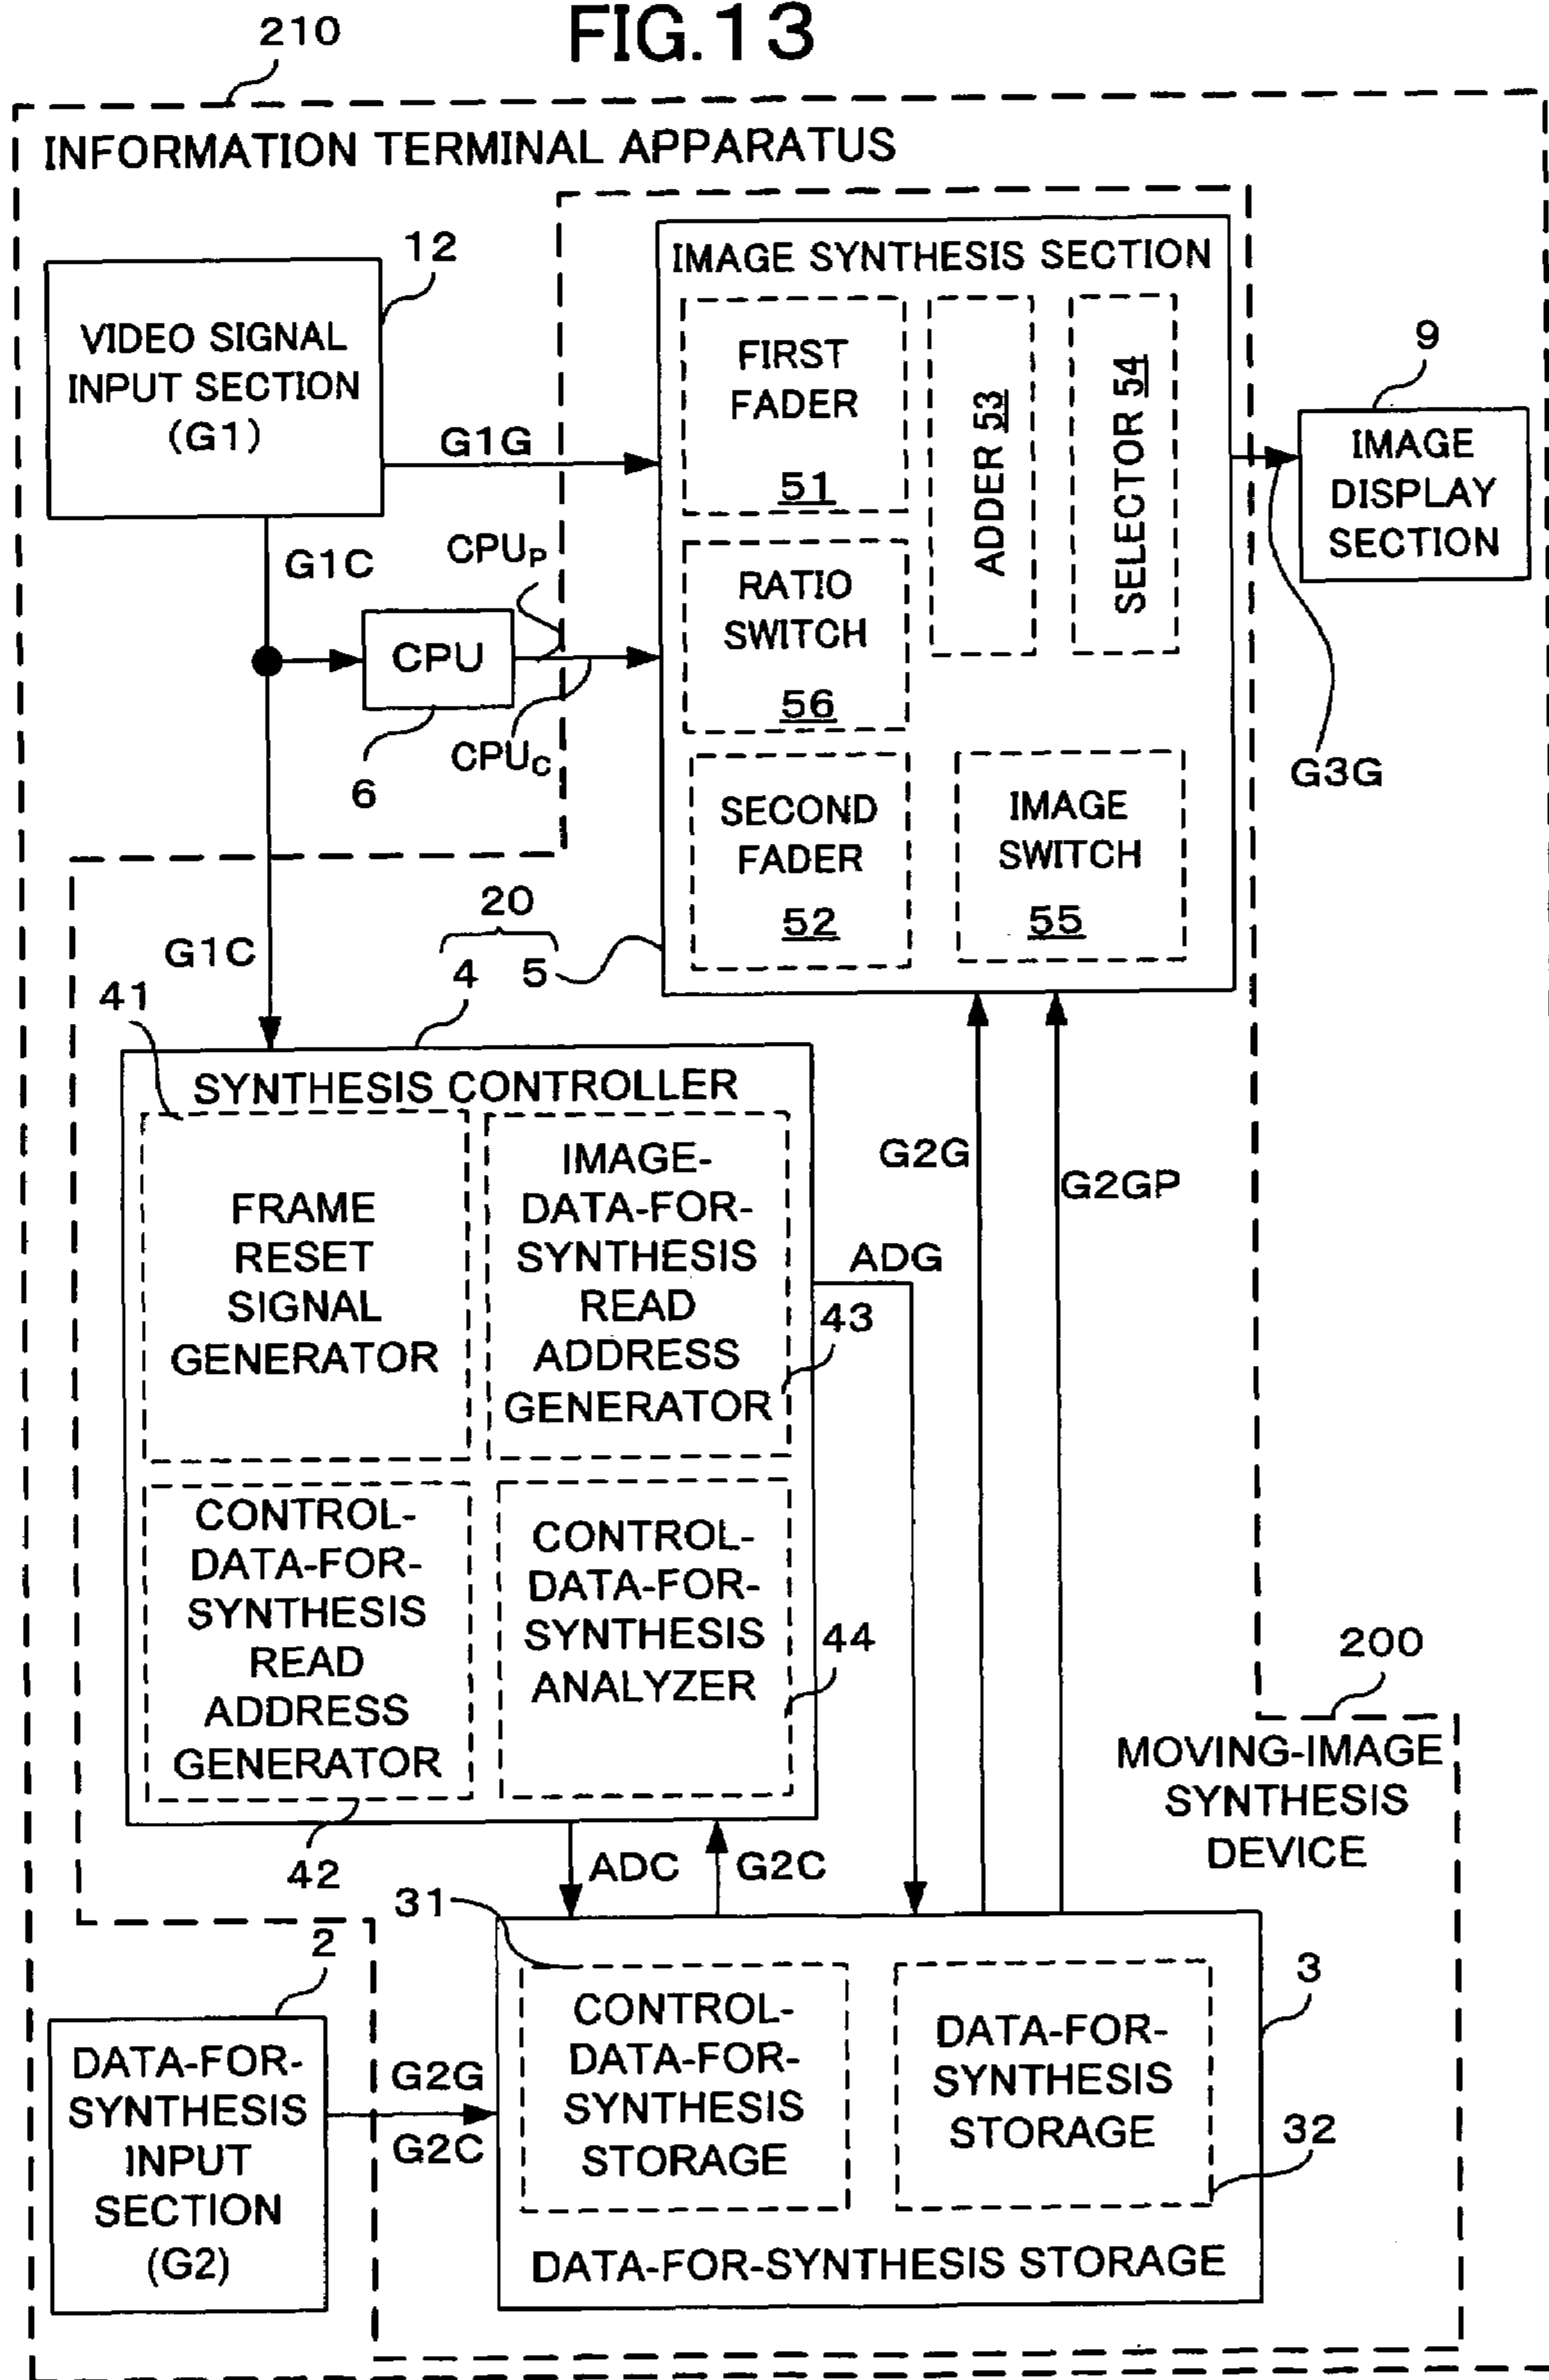 FIG.13
210
INFORMATION TERMINAL APPARATUS
12
VIDEO SIGNAL
INPUT SECTION
(G1)
G1G
G1C
CPUP
CPU
CPUC
6
IMAGE SYNTHESIS SECTION
FIRST
FADER
51
ADDER 53
SELECTOR 54
RATIO
SWITCH
56
SECOND
FADER
52
IMAGE
SWITCH
55
9
IMAGE
DISPLAY
SECTION
G3G
20
4 5
G1C
41
SYNTHESIS CONTROLLER
FRAME
RESET
SIGNAL
GENERATOR
IMAGE-
DATA-FOR-
SYNTHESIS
READ
ADDRESS
GENERATOR
43
ADG
G2G
G2GP
CONTROL-
DATA-FOR-
SYNTHESIS
READ
ADDRESS
GENERATOR
42
CONTROL-
DATA-FOR-
SYNTHESIS
ANALYZER
44
200
MOVING-IMAGE
SYNTHESIS
DEVICE
ADC
G2C
31
2
DATA-FOR-
SYNTHESIS
INPUT
SECTION
(G2)
G2G
G2C
CONTROL-
DATA-FOR-
SYNTHESIS
STORAGE
DATA-FOR-
SYNTHESIS
STORAGE
3
32
DATA-FOR-SYNTHESIS STORAGE